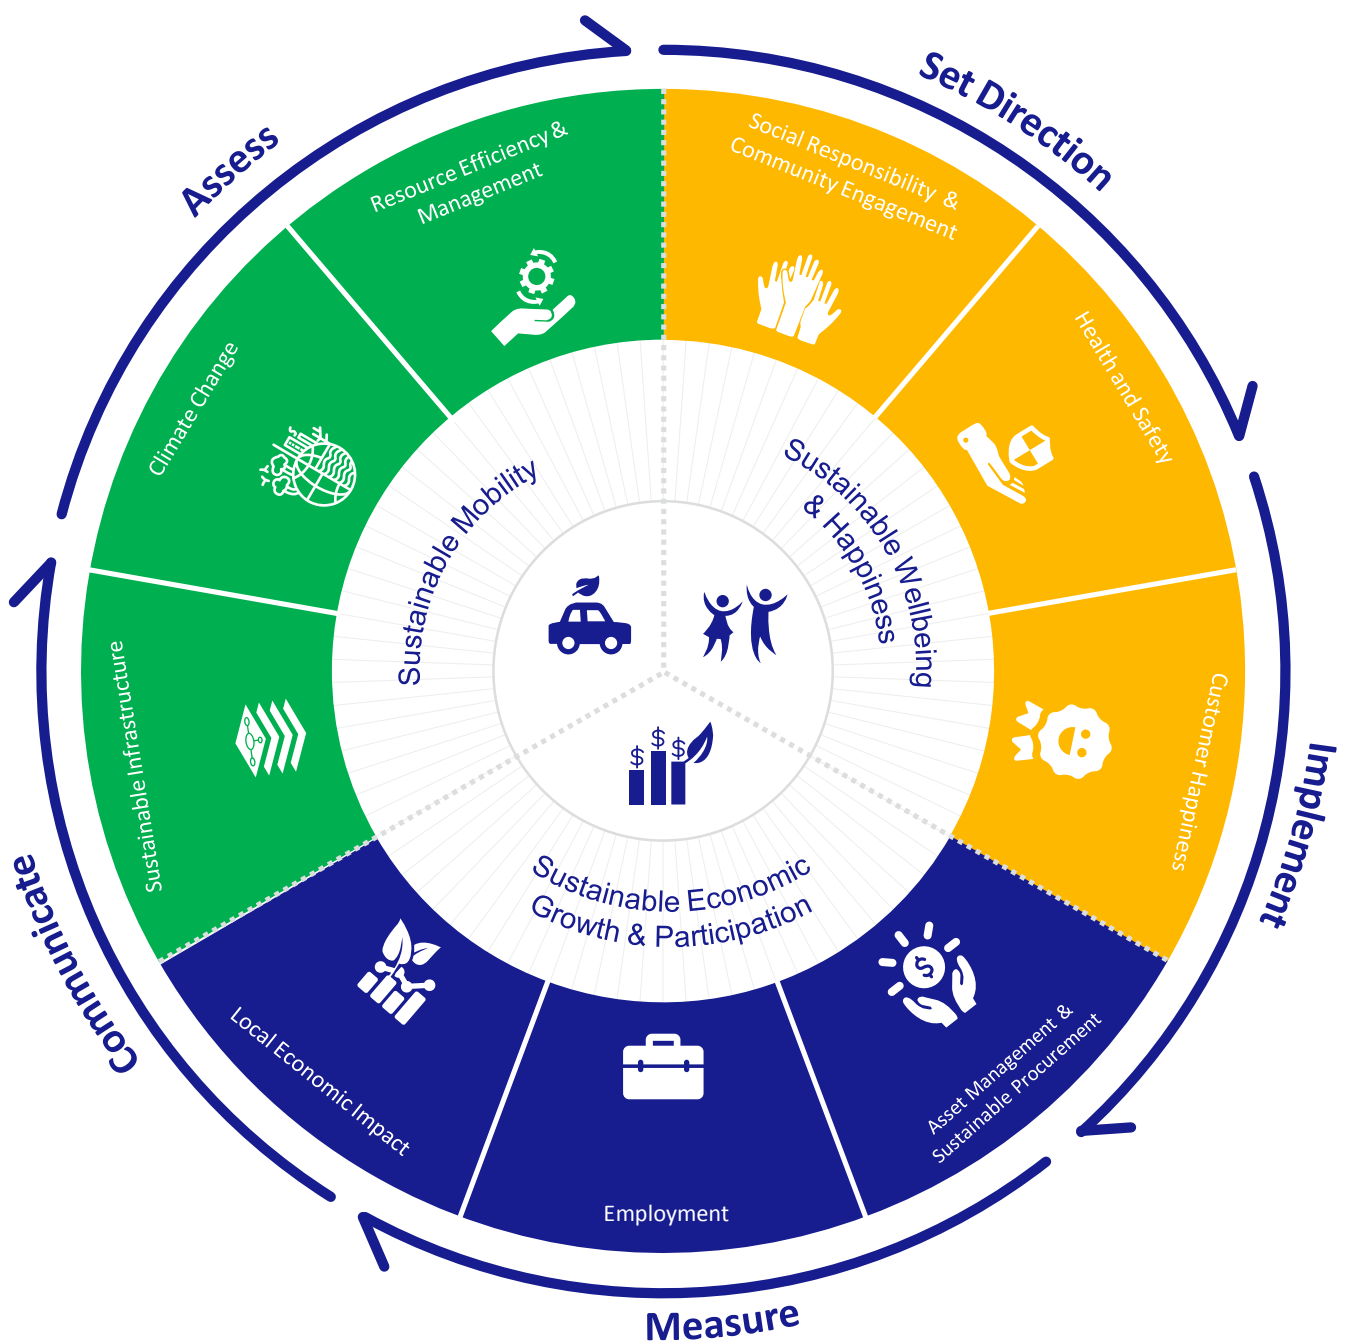 Set Direction
Implement
Measure
Communicate
Assess
Social Responsibility &
Community Engagement
Health and Safety
Customer Happiness
Asset Management &
Sustainable Procurement
Employment
Local Economic Impact
Sustainable Infrastructure
Climate Change
Resource Efficiency &
Management
Sustainable Wellbeing
& Happiness
Sustainable Economic
Growth & Participation
Sustainable Mobility
$
$
$
$